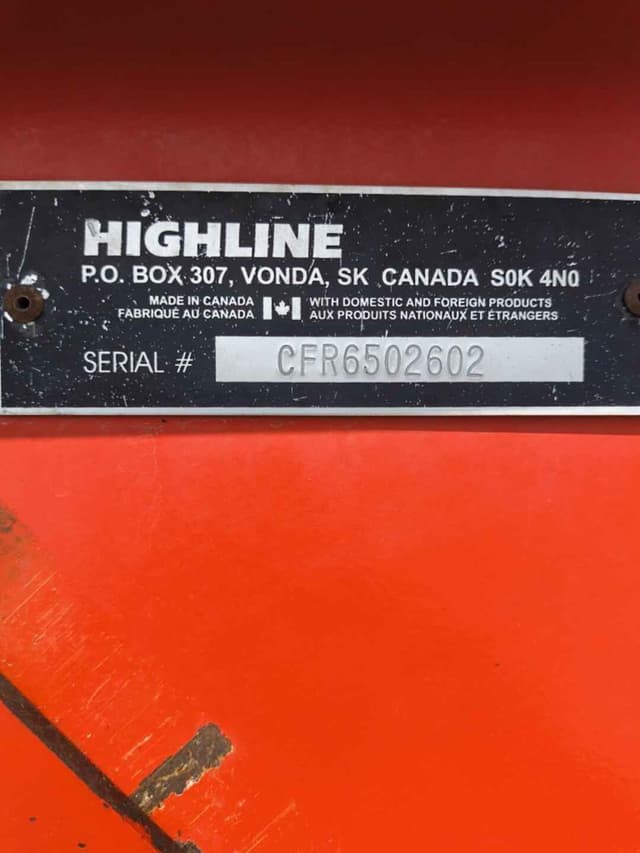 HIGHLINE
P.O. BOX 307, VONDA, SK CANADA S0K 4N0
MADE IN CANADA WITH DOMESTIC AND FOREIGN PRODUCTS
FABRIQUÉ AU CANADA AUX PRODUITS NATIONAUX ET ÉTRANGERS
SERIAL # CFR6502602